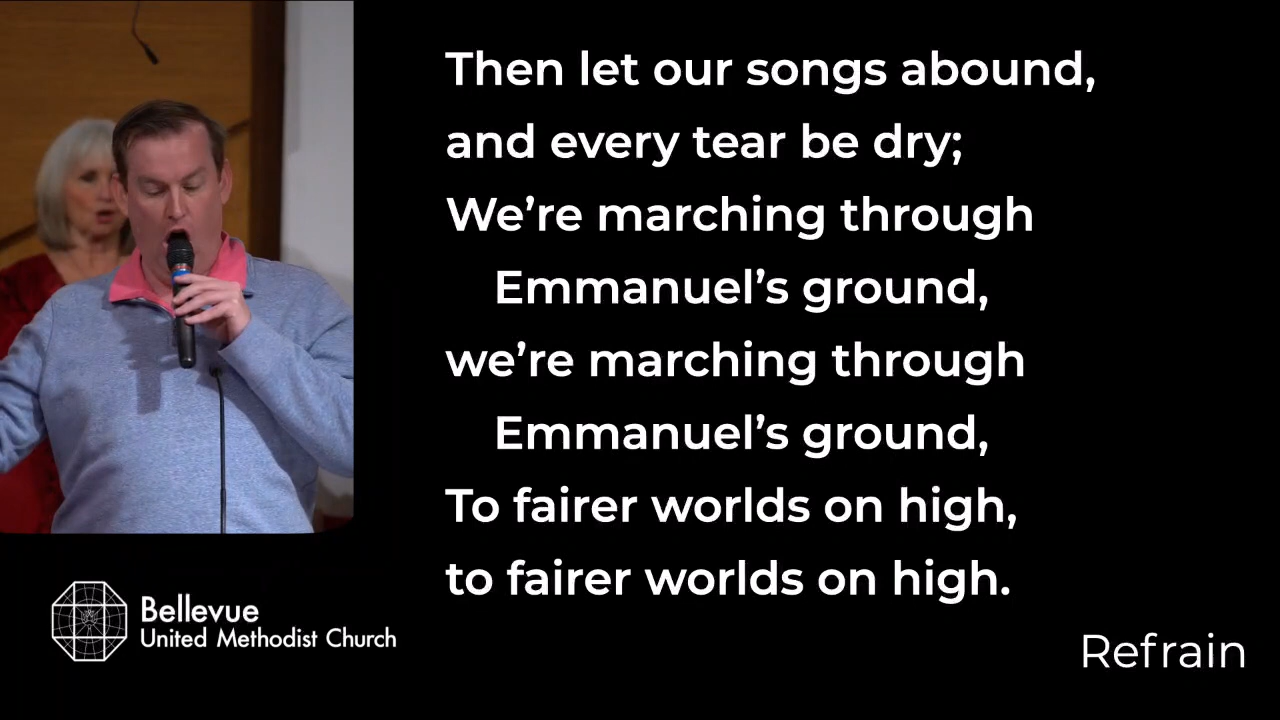 Then let our songs abound,
and every tear be dry;
We’re marching through
Emmanuel’s ground,
we’re marching through
Emmanuel’s ground,
To fairer worlds on high,
to fairer worlds on high.
Refrain
Bellevue
United Methodist Church